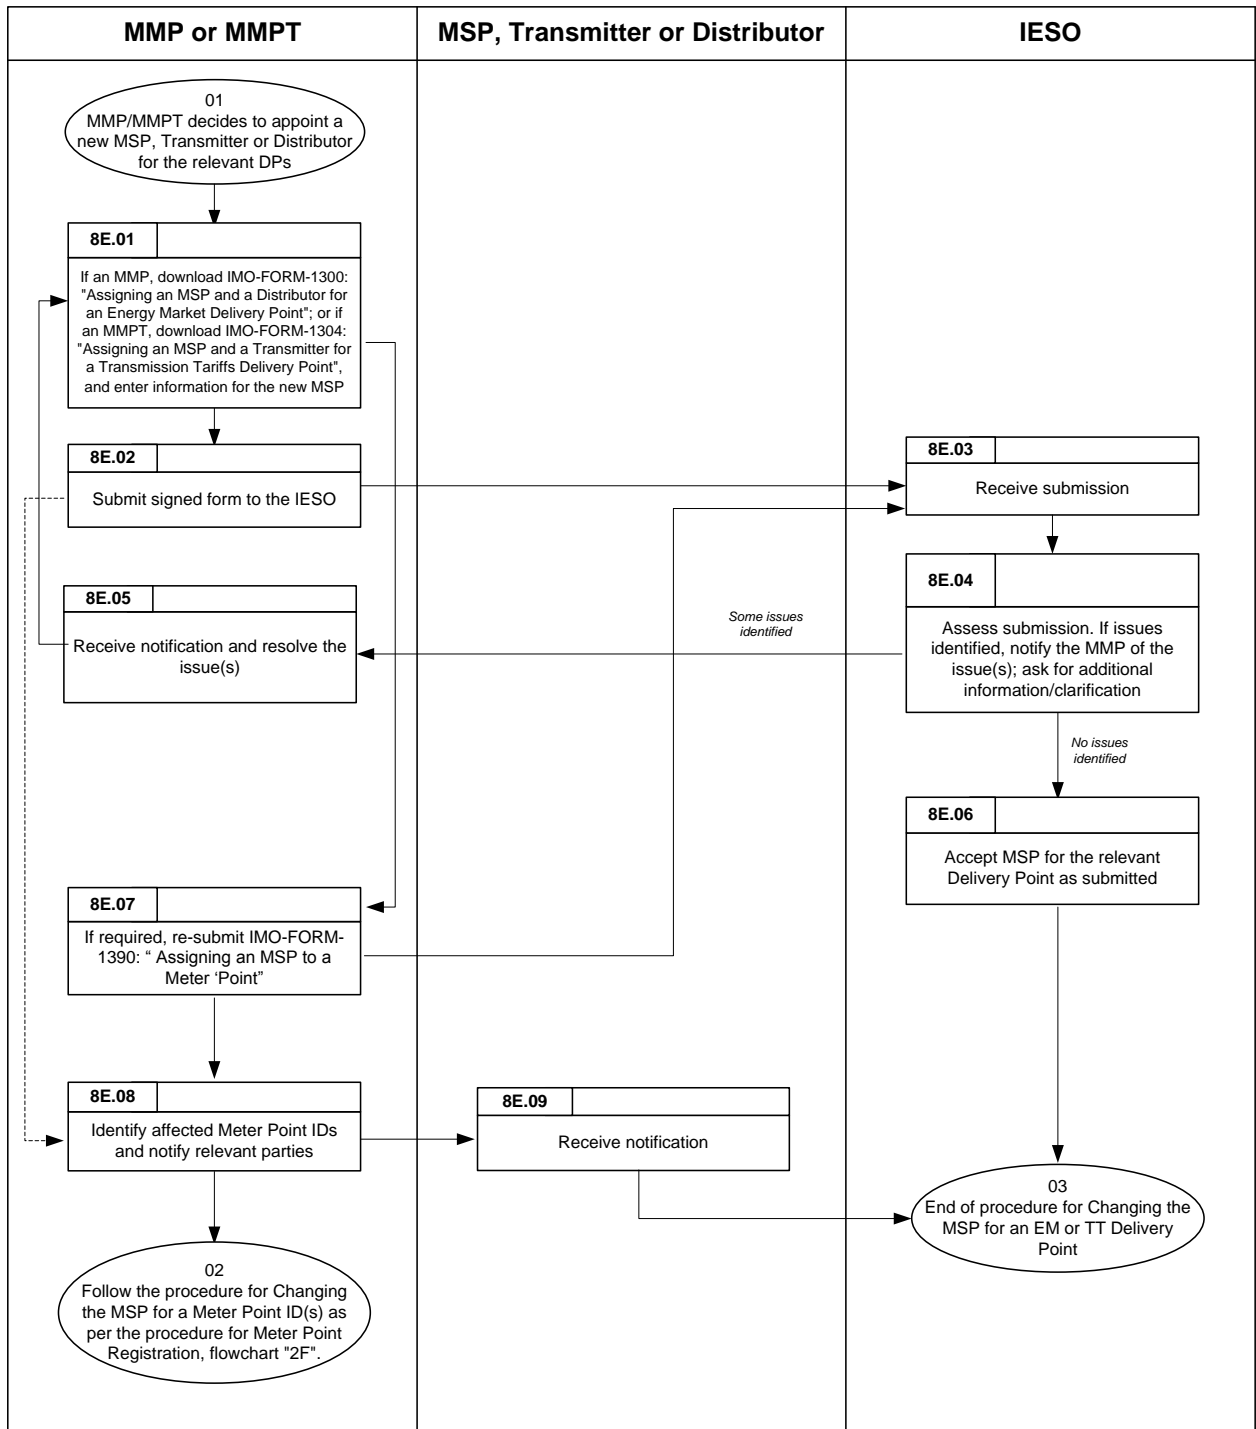 MMP or MMPT
MSP, Transmitter or Distributor
IESO
01
MMP/MMPT decides to appoint a
new MSP, Transmitter or Distributor
for the relevant DPs
8E.01
If an MMP, download IMO-FORM-1300:
"Assigning an MSP and a Distributor for
an Energy Market Delivery Point"; or if
an MMPT, download IMO-FORM-1304:
"Assigning an MSP and a Transmitter for
a Transmission Tariffs Delivery Point",
and enter information for the new MSP
8E.02
Submit signed form to the IESO
8E.03
Receive submission
8E.04
Assess submission. If issues
identified, notify the MMP of the
issue(s); ask for additional
information/clarification
Some issues
identified
8E.05
Receive notification and resolve the
issue(s)
No issues
identified
8E.06
Accept MSP for the relevant
Delivery Point as submitted
8E.07
If required, re-submit IMO-FORM-
1390: “ Assigning an MSP to a
Meter ‘Point”
8E.08
Identify affected Meter Point IDs
and notify relevant parties
8E.09
Receive notification
03
End of procedure for Changing the
MSP for an EM or TT Delivery
Point
02
Follow the procedure for Changing
the MSP for a Meter Point ID(s) as
per the procedure for Meter Point
Registration, flowchart "2F".